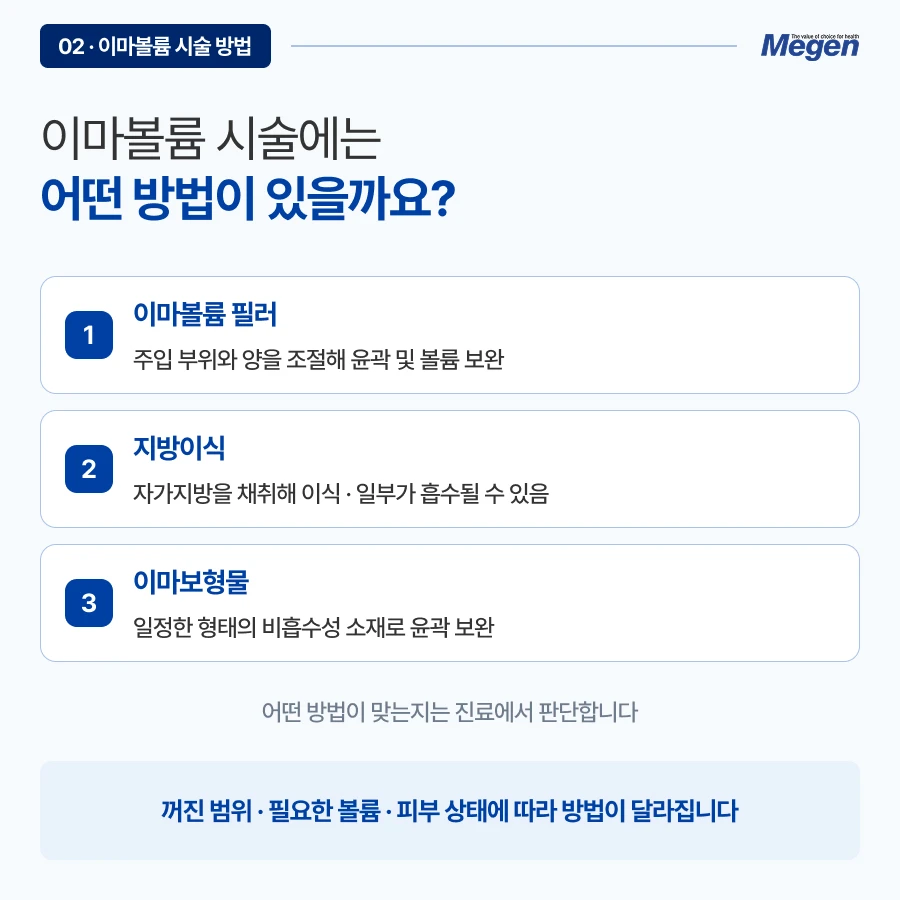 02 · 이마볼륨 시술 방법
The value of choice for health
Megen
이마볼륨 시술에는
어떤 방법이 있을까요?
1
이마볼륨 필러
주입 부위와 양을 조절해 윤곽 및 볼륨 보완
2
지방이식
자가지방을 채취해 이식 · 일부가 흡수될 수 있음
3
이마보형물
일정한 형태의 비흡수성 소재로 윤곽 보완
어떤 방법이 맞는지는 진료에서 판단합니다
꺼진 범위 · 필요한 볼륨 · 피부 상태에 따라 방법이 달라집니다